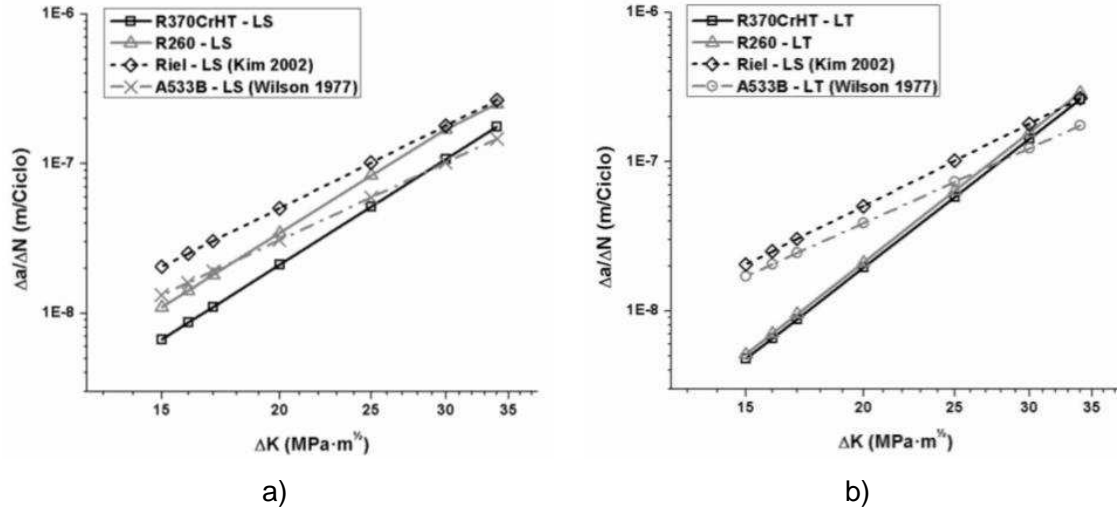 1E-6
R370CrHT - LS
R260 - LS
Riel - LS (Kim 2002)
A533B - LS (Wilson 1977)
1E-7
1E-8
Δa/ΔN (m/Ciclo)
15
20
25
30
35
ΔK (MPa·m^½)
a)
1E-6
R370CrHT - LT
R260 - LT
Riel - LS (Kim 2002)
A533B - LT (Wilson 1977)
1E-7
1E-8
Δa/ΔN (m/Ciclo)
15
20
25
30
35
ΔK (MPa·m^½)
b)